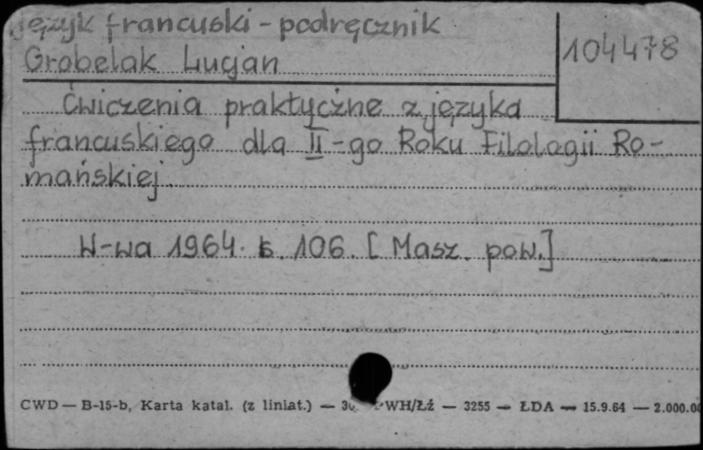 język francuski - podręcznik
104478
Grobelak Lucjan
Ćwiczenia praktyczne z języka
francuskiego dla II-go Roku Filologii Ro-
mańskiej.
W-wa 1964. s. 106. [Masz. pow.]
CWD — B-15-b, Karta katal. (z liniat.) — WH/Łź — 3255 — ŁDA — 15.9.64 — 2.000.00